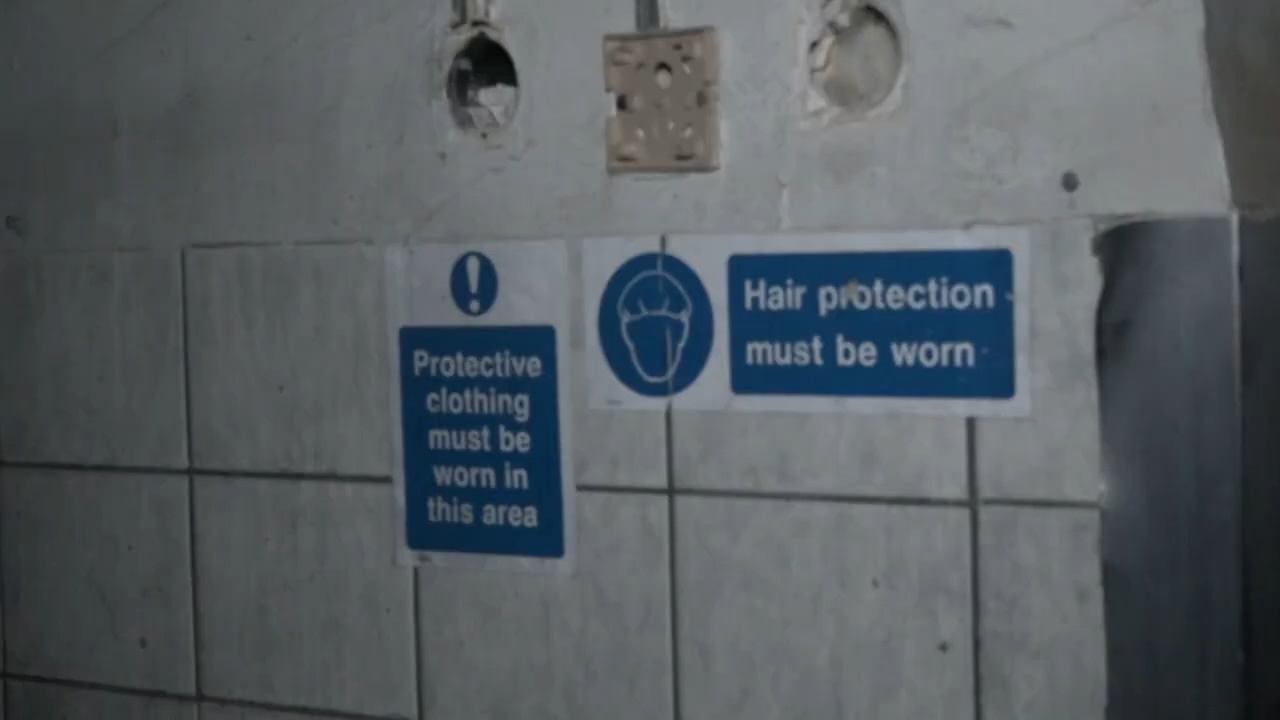 Protective
clothing
must be
worn in
this area
Hair protection
must be worn